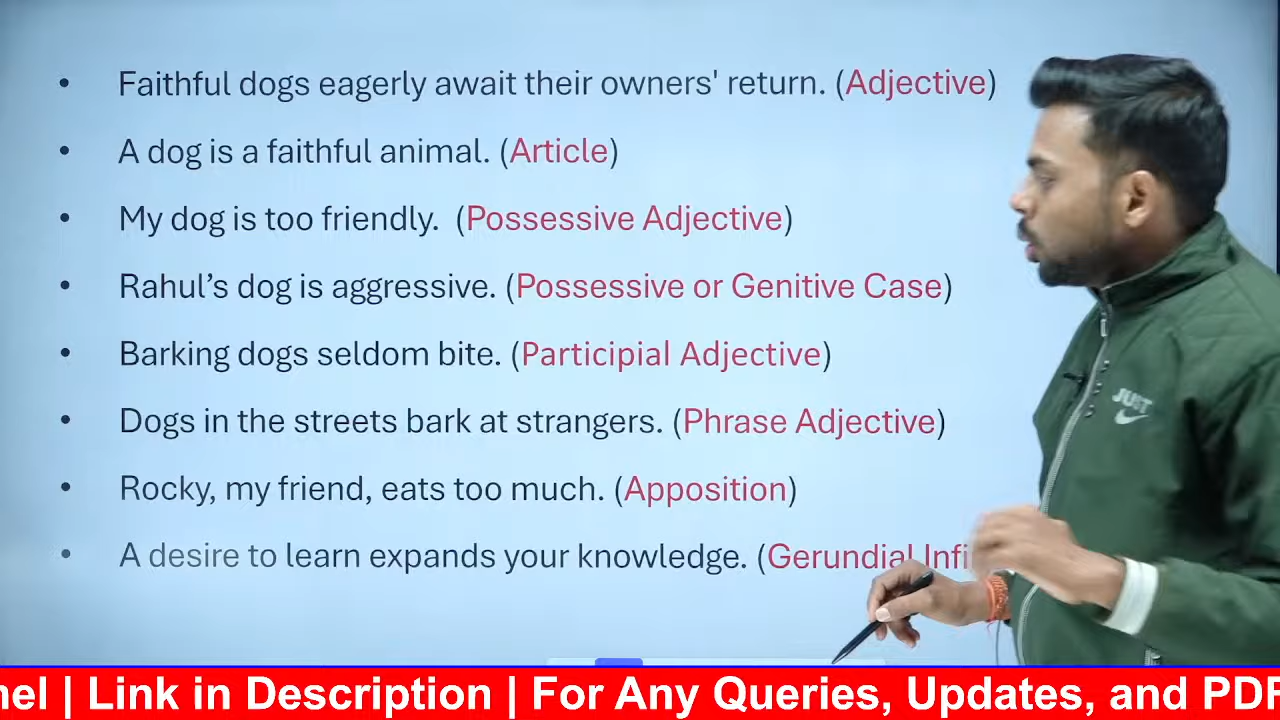 • Faithful dogs eagerly await their owners' return. (Adjective)
• A dog is a faithful animal. (Article)
• My dog is too friendly. (Possessive Adjective)
• Rahul’s dog is aggressive. (Possessive or Genitive Case)
• Barking dogs seldom bite. (Participial Adjective)
• Dogs in the streets bark at strangers. (Phrase Adjective)
• Rocky, my friend, eats too much. (Apposition)
• A desire to learn expands your knowledge. (Gerundial
JUST
| Link in Description | For Any Queries, Updates, and